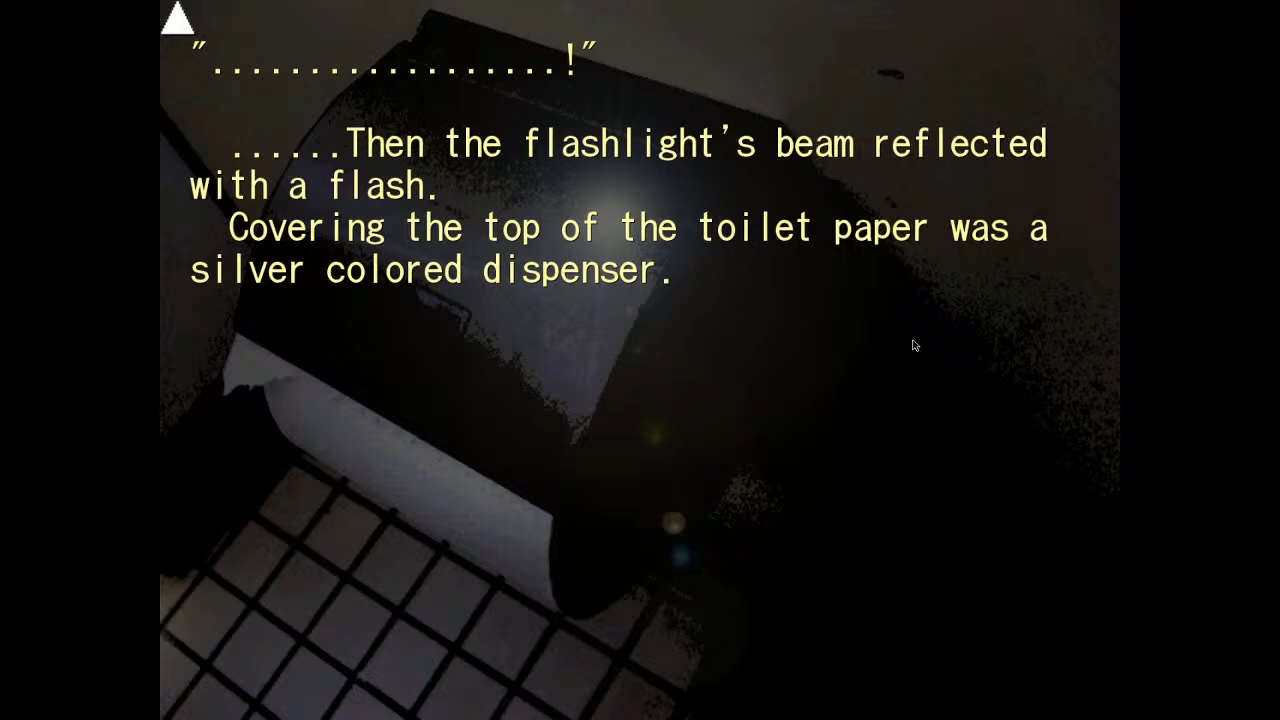 "..................!"
......Then the flashlight's beam reflected
with a flash.
Covering the top of the toilet paper was a
silver colored dispenser.